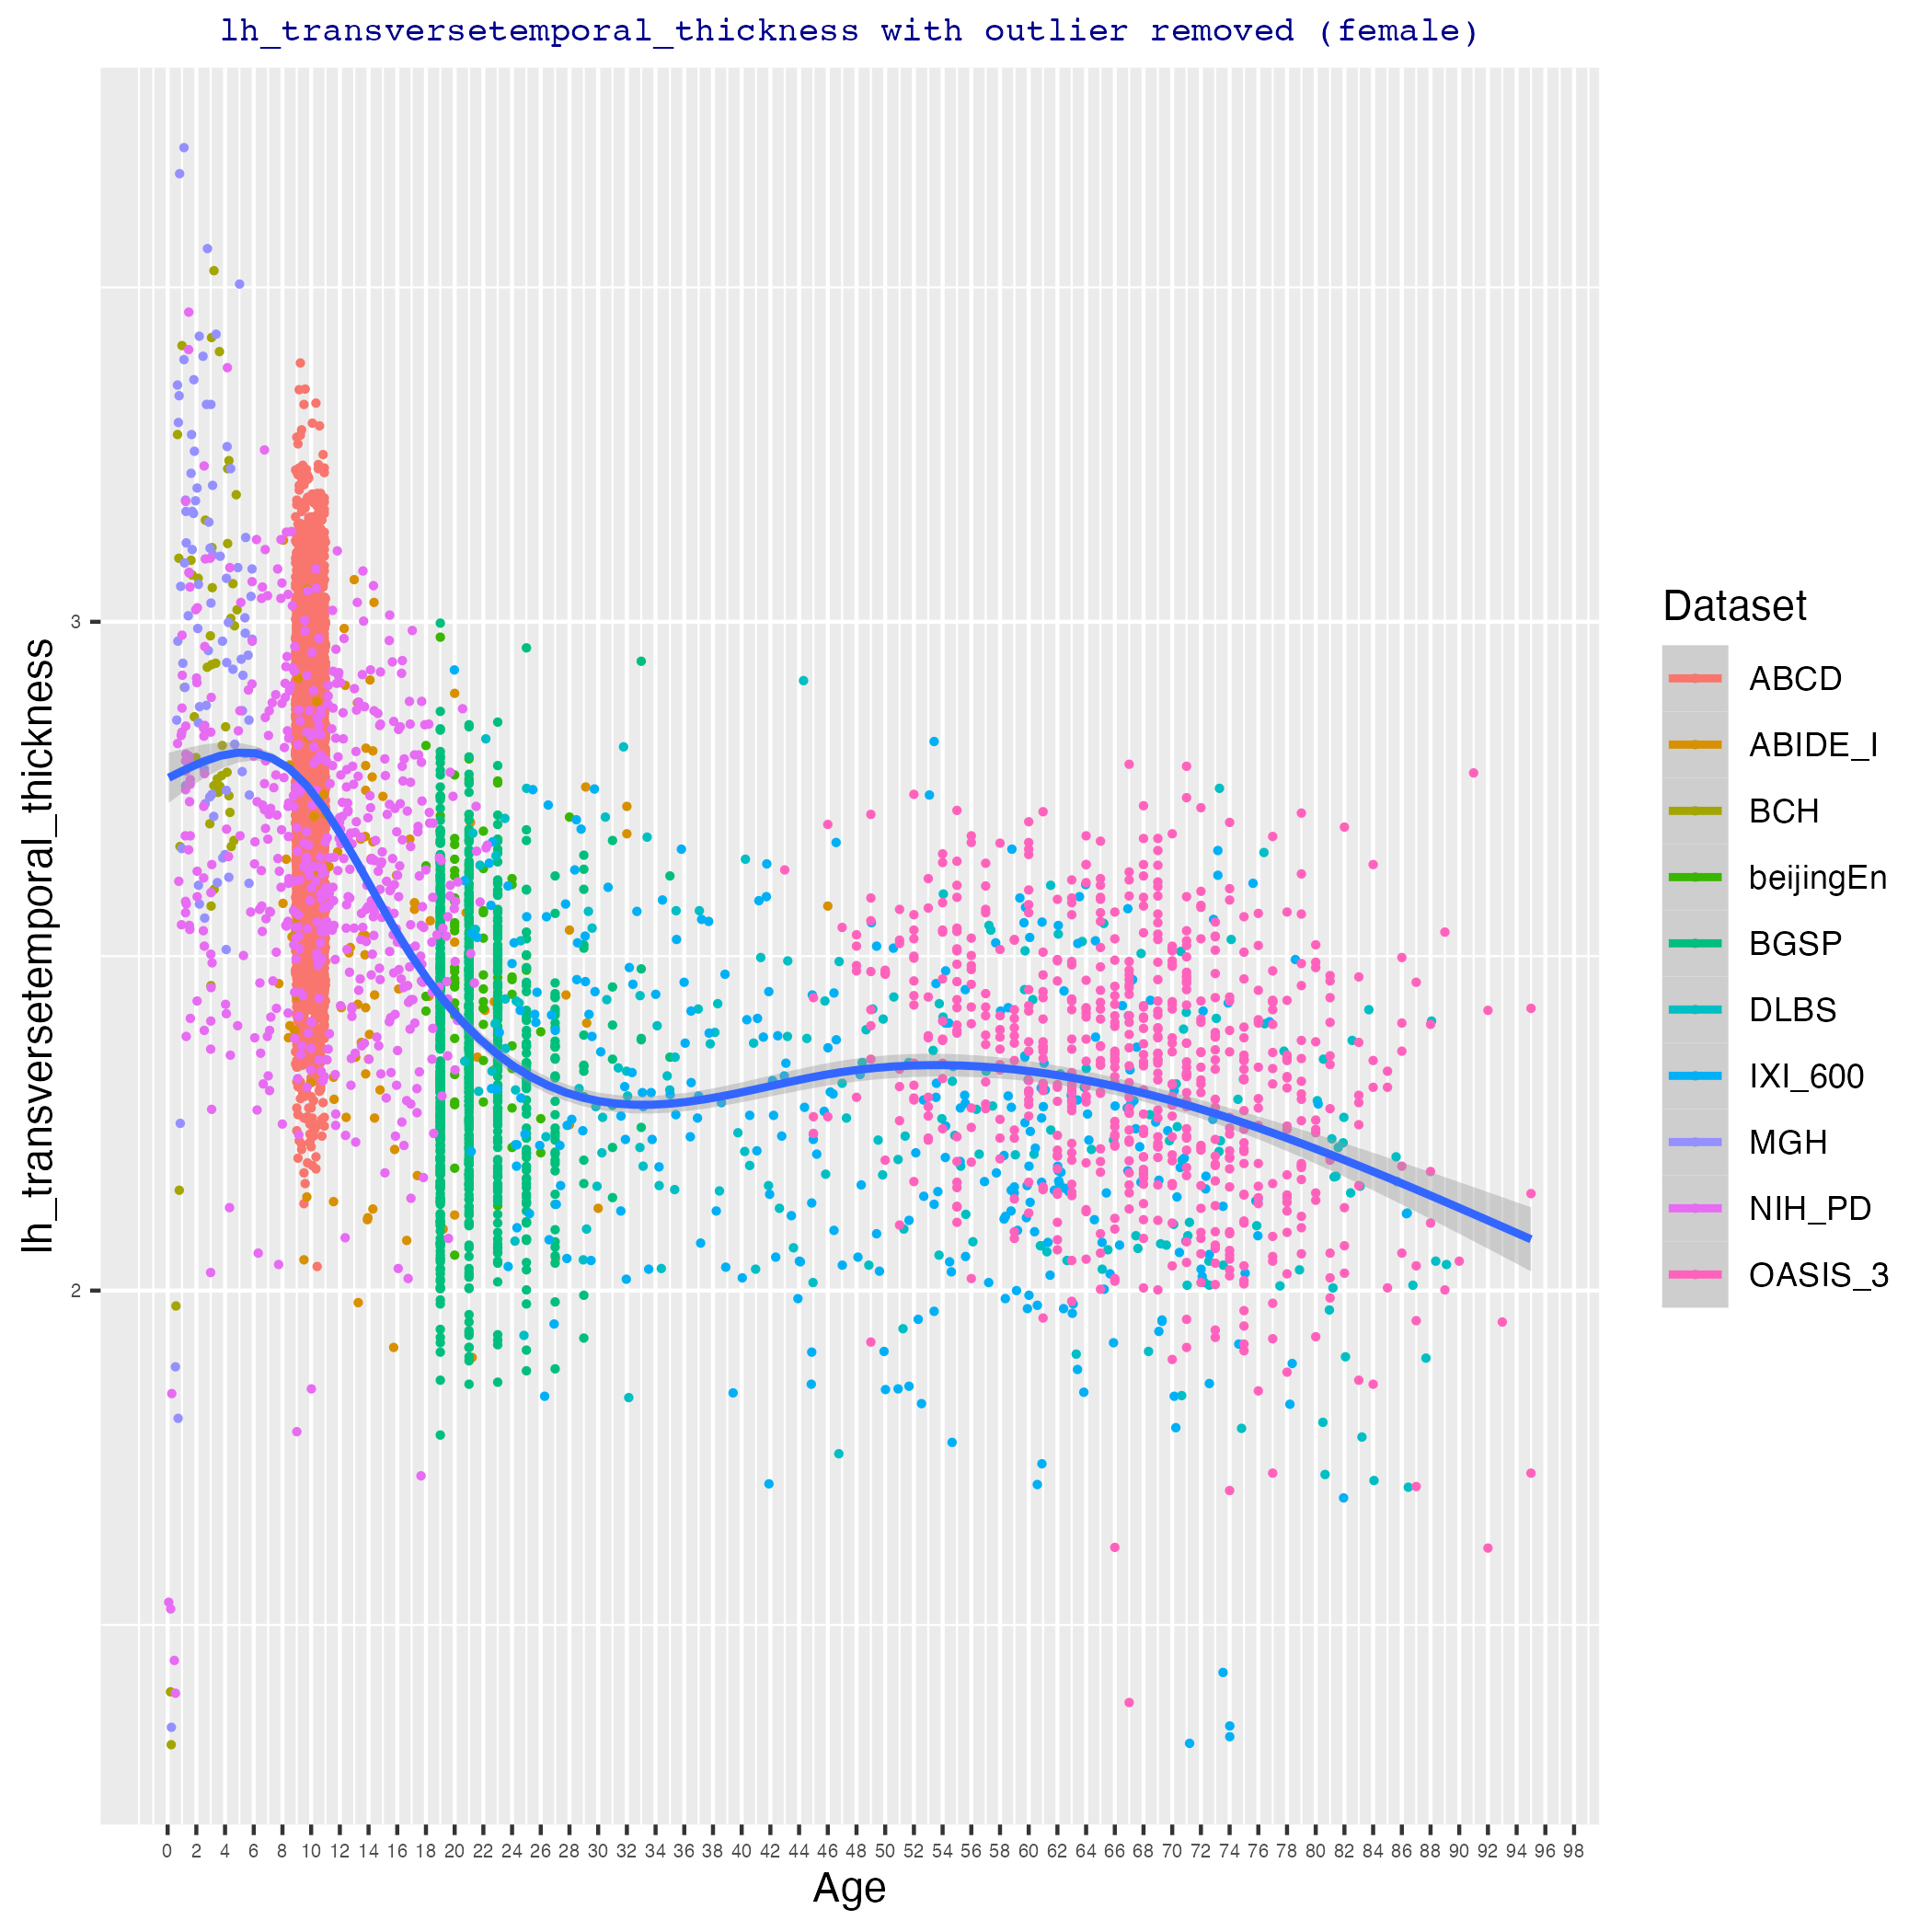 lh_transversetemporal_thickness with outlier removed (female)
lh_transversetemporal_thickness
3
2
0 2 4 6 8 10 12 14 16 18 20 22 24 26 28 30 32 34 36 38 40 42 44 46 48 50 52 54 56 58 60 62 64 66 68 70 72 74 76 78 80 82 84 86 88 90 92 94 96 98
Age
Dataset
ABCD
ABIDE_I
BCH
beijingEn
BGSP
DLBS
IXI_600
MGH
NIH_PD
OASIS_3